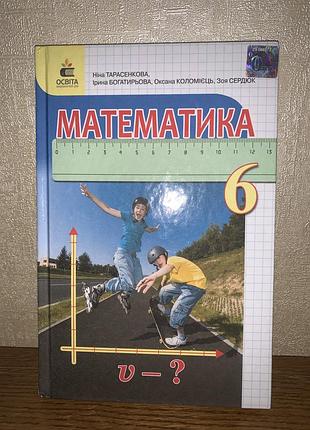 ОСВІТА
Ніна ТАРАСЕНКОВА,
Ірина БОГАТИРЬОВА, Оксана КОЛОМІЄЦЬ, Зоя СЕРДЮК
МАТЕМАТИКА
0 1 2 3 4 5 6 7 8 9 10 11 12 13
6
v – ?